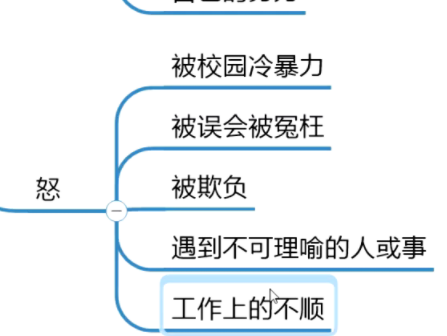 被校园冷暴力
被误会被冤枉
怒
被欺负
遇到不可理喻的人或事
工作上的不顺